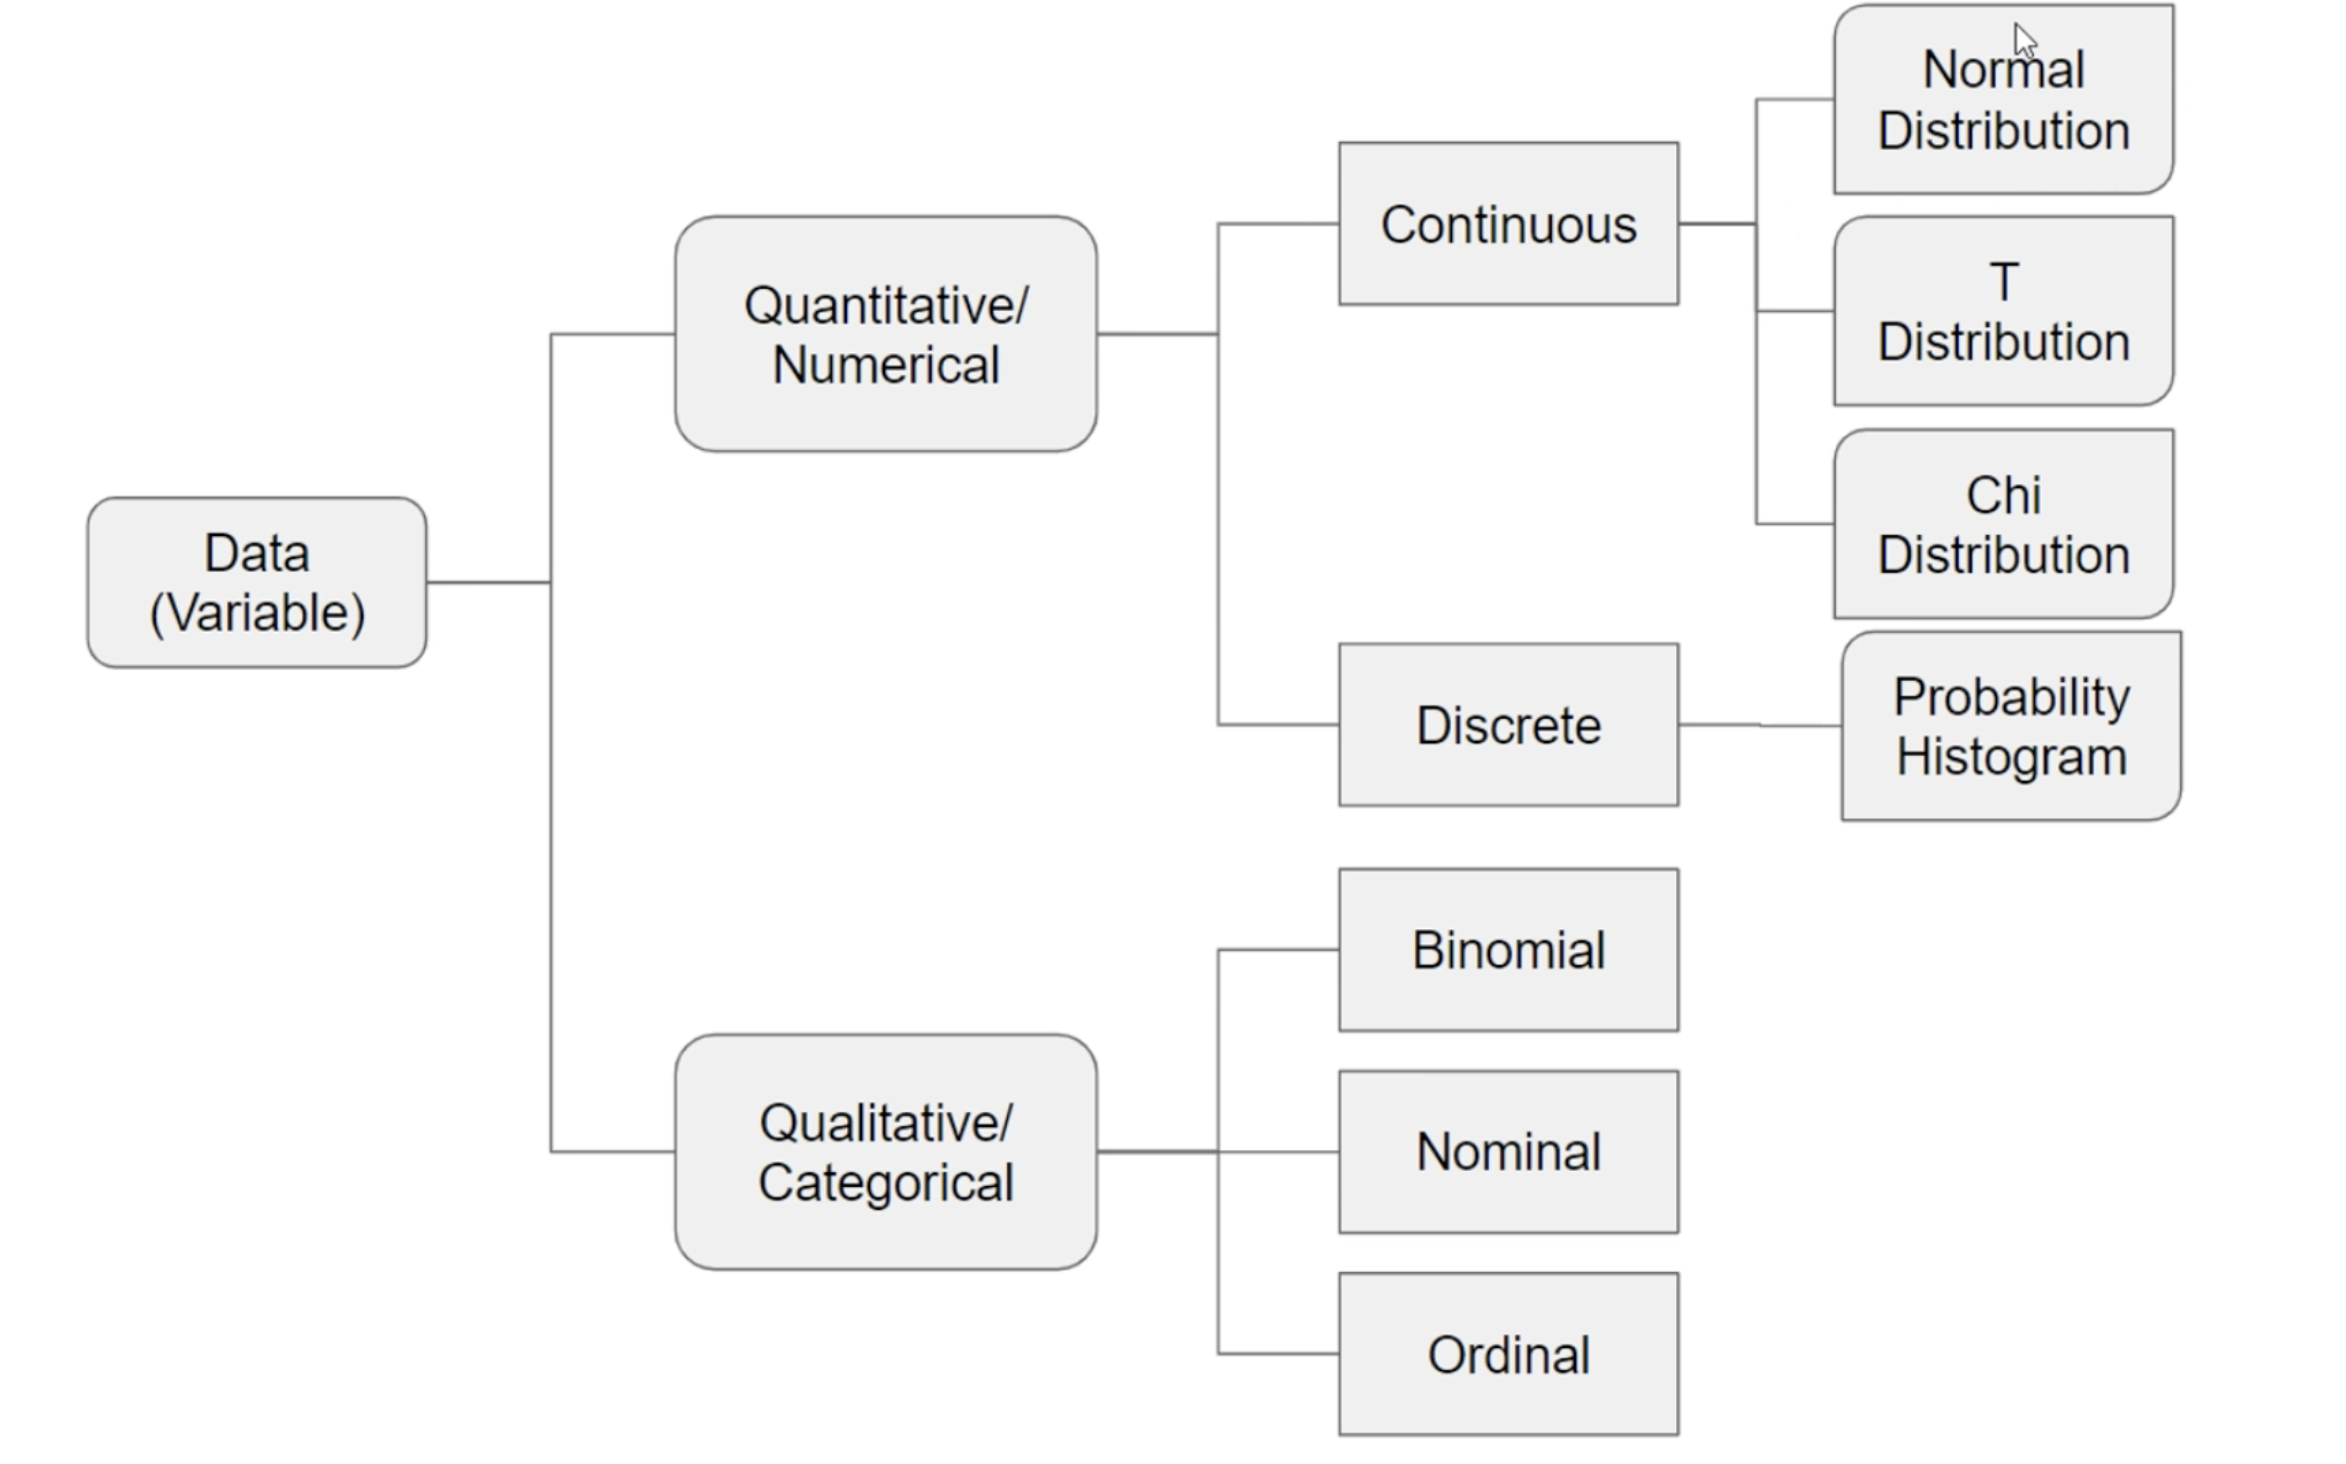 Data
(Variable)
Quantitative/
Numerical
Continuous
Normal
Distribution
T
Distribution
Chi
Distribution
Discrete
Probability
Histogram
Qualitative/
Categorical
Binomial
Nominal
Ordinal